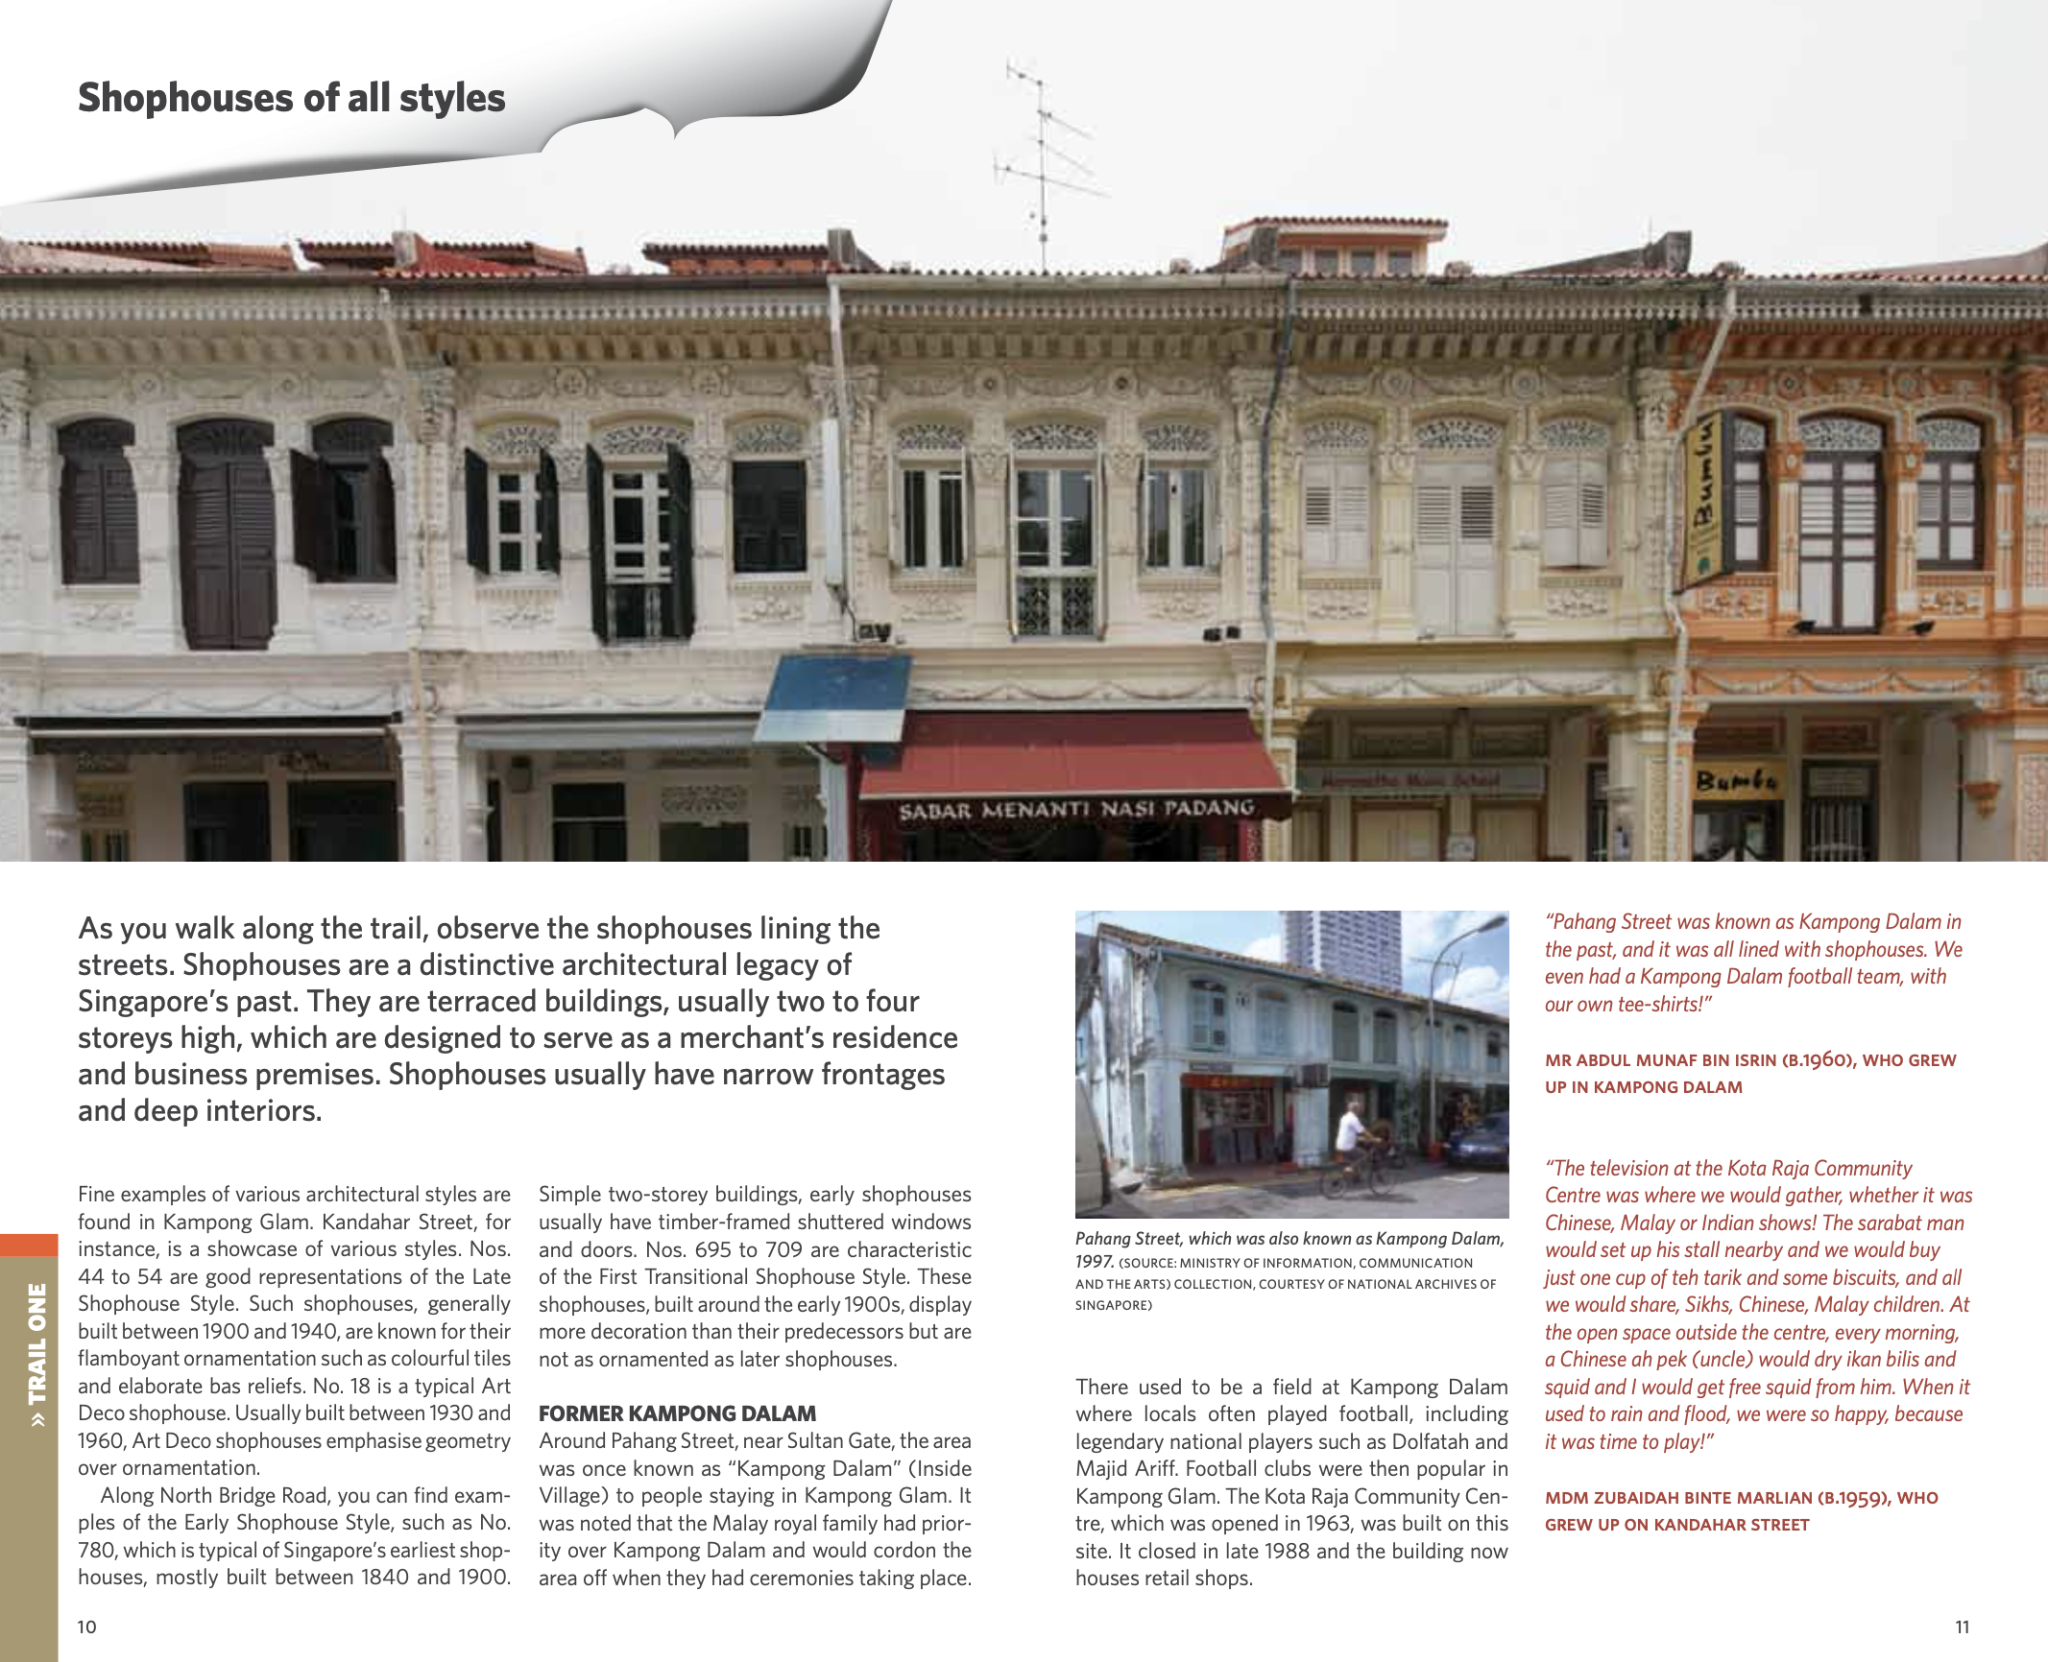 Shophouses of all styles
Bumbu
SABAR MENANTI NASI PADANG
Music School
Bumbu
As you walk along the trail, observe the shophouses lining the
streets. Shophouses are a distinctive architectural legacy of
Singapore’s past. They are terraced buildings, usually two to four
storeys high, which are designed to serve as a merchant’s residence
and business premises. Shophouses usually have narrow frontages
and deep interiors.
Fine examples of various architectural styles are
found in Kampong Glam. Kandahar Street, for
instance, is a showcase of various styles. Nos.
44 to 54 are good representations of the Late
Shophouse Style. Such shophouses, generally
built between 1900 and 1940, are known for their
flamboyant ornamentation such as colourful tiles
and elaborate bas reliefs. No. 18 is a typical Art
Deco shophouse. Usually built between 1930 and
1960, Art Deco shophouses emphasise geometry
over ornamentation.
Along North Bridge Road, you can find exam-
ples of the Early Shophouse Style, such as No.
780, which is typical of Singapore’s earliest shop-
houses, mostly built between 1840 and 1900.
Simple two-storey buildings, early shophouses
usually have timber-framed shuttered windows
and doors. Nos. 695 to 709 are characteristic
of the First Transitional Shophouse Style. These
shophouses, built around the early 1900s, display
more decoration than their predecessors but are
not as ornamented as later shophouses.
FORMER KAMPONG DALAM
Around Pahang Street, near Sultan Gate, the area
was once known as “Kampong Dalam” (Inside
Village) to people staying in Kampong Glam. It
was noted that the Malay royal family had prior-
ity over Kampong Dalam and would cordon the
area off when they had ceremonies taking place.
Pahang Street, which was also known as Kampong Dalam,
1997. (SOURCE: MINISTRY OF INFORMATION, COMMUNICATION
AND THE ARTS) COLLECTION, COURTESY OF NATIONAL ARCHIVES OF
SINGAPORE)
There used to be a field at Kampong Dalam
where locals often played football, including
legendary national players such as Dolfatah and
Majid Ariff. Football clubs were then popular in
Kampong Glam. The Kota Raja Community Cen-
tre, which was opened in 1963, was built on this
site. It closed in late 1988 and the building now
houses retail shops.
“Pahang Street was known as Kampong Dalam in
the past, and it was all lined with shophouses. We
even had a Kampong Dalam football team, with
our own tee-shirts!”
MR ABDUL MUNAF BIN ISRIN (B.1960), WHO GREW
UP IN KAMPONG DALAM
“The television at the Kota Raja Community
Centre was where we would gather, whether it was
Chinese, Malay or Indian shows! The sarabat man
would set up his stall nearby and we would buy
just one cup of teh tarik and some biscuits, and all
we would share, Sikhs, Chinese, Malay children. At
the open space outside the centre, every morning,
a Chinese ah pek (uncle) would dry ikan bilis and
squid and I would get free squid from him. When it
used to rain and flood, we were so happy, because
it was time to play!”
MDM ZUBAIDAH BINTE MARLIAN (B.1959), WHO
GREW UP ON KANDAHAR STREET
» TRAIL ONE
10
11